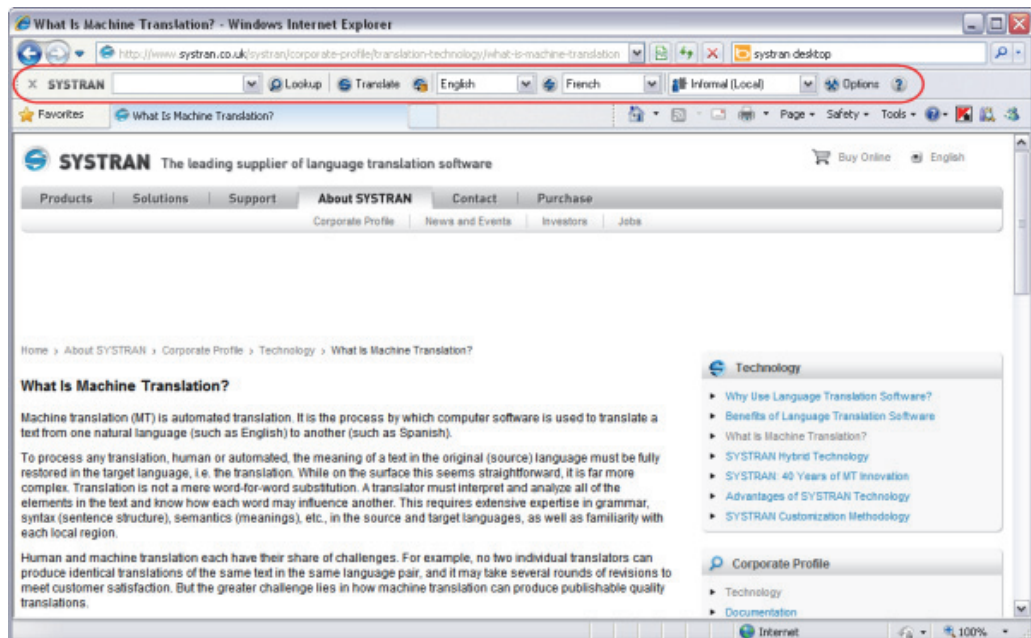 What Is Machine Translation? - Windows Internet Explorer
http://www.systran.co.uk/systran/corporate-profile/translation-technology/what-is-machine-translation systran desktop
x SYSTRAN Lookup Translate English French Informal (Local) Options ?
Favorites What Is Machine Translation? Page Safety Tools
SYSTRAN The leading supplier of language translation software Buy Online English
Products Solutions Support About SYSTRAN Contact Purchase
Corporate Profile News and Events Investors Jobs
Home > About SYSTRAN > Corporate Profile > Technology > What Is Machine Translation?
What Is Machine Translation?
Machine translation (MT) is automated translation. It is the process by which computer software is used to translate a
text from one natural language (such as English) to another (such as Spanish).
To process any translation, human or automated, the meaning of a text in the original (source) language must be fully
restored in the target language, i.e. the translation. While on the surface this seems straightforward, it is far more
complex. Translation is not a mere word-for-word substitution. A translator must interpret and analyze all of the
elements in the text and know how each word may influence another. This requires extensive expertise in grammar,
syntax (sentence structure), semantics (meanings), etc., in the source and target languages, as well as familiarity with
each local region.
Human and machine translation each have their share of challenges. For example, no two individual translators can
produce identical translations of the same text in the same language pair, and it may take several rounds of revisions to
meet customer satisfaction. But the greater challenge lies in how machine translation can produce publishable quality
translations.
Technology
Why Use Language Translation Software?
Benefits of Language Translation Software
What is Machine Translation?
SYSTRAN Hybrid Technology
SYSTRAN: 40 Years of MT Innovation
Advantages of SYSTRAN Technology
SYSTRAN Customization Methodology
Corporate Profile
Technology
Documentation
Internet 100%